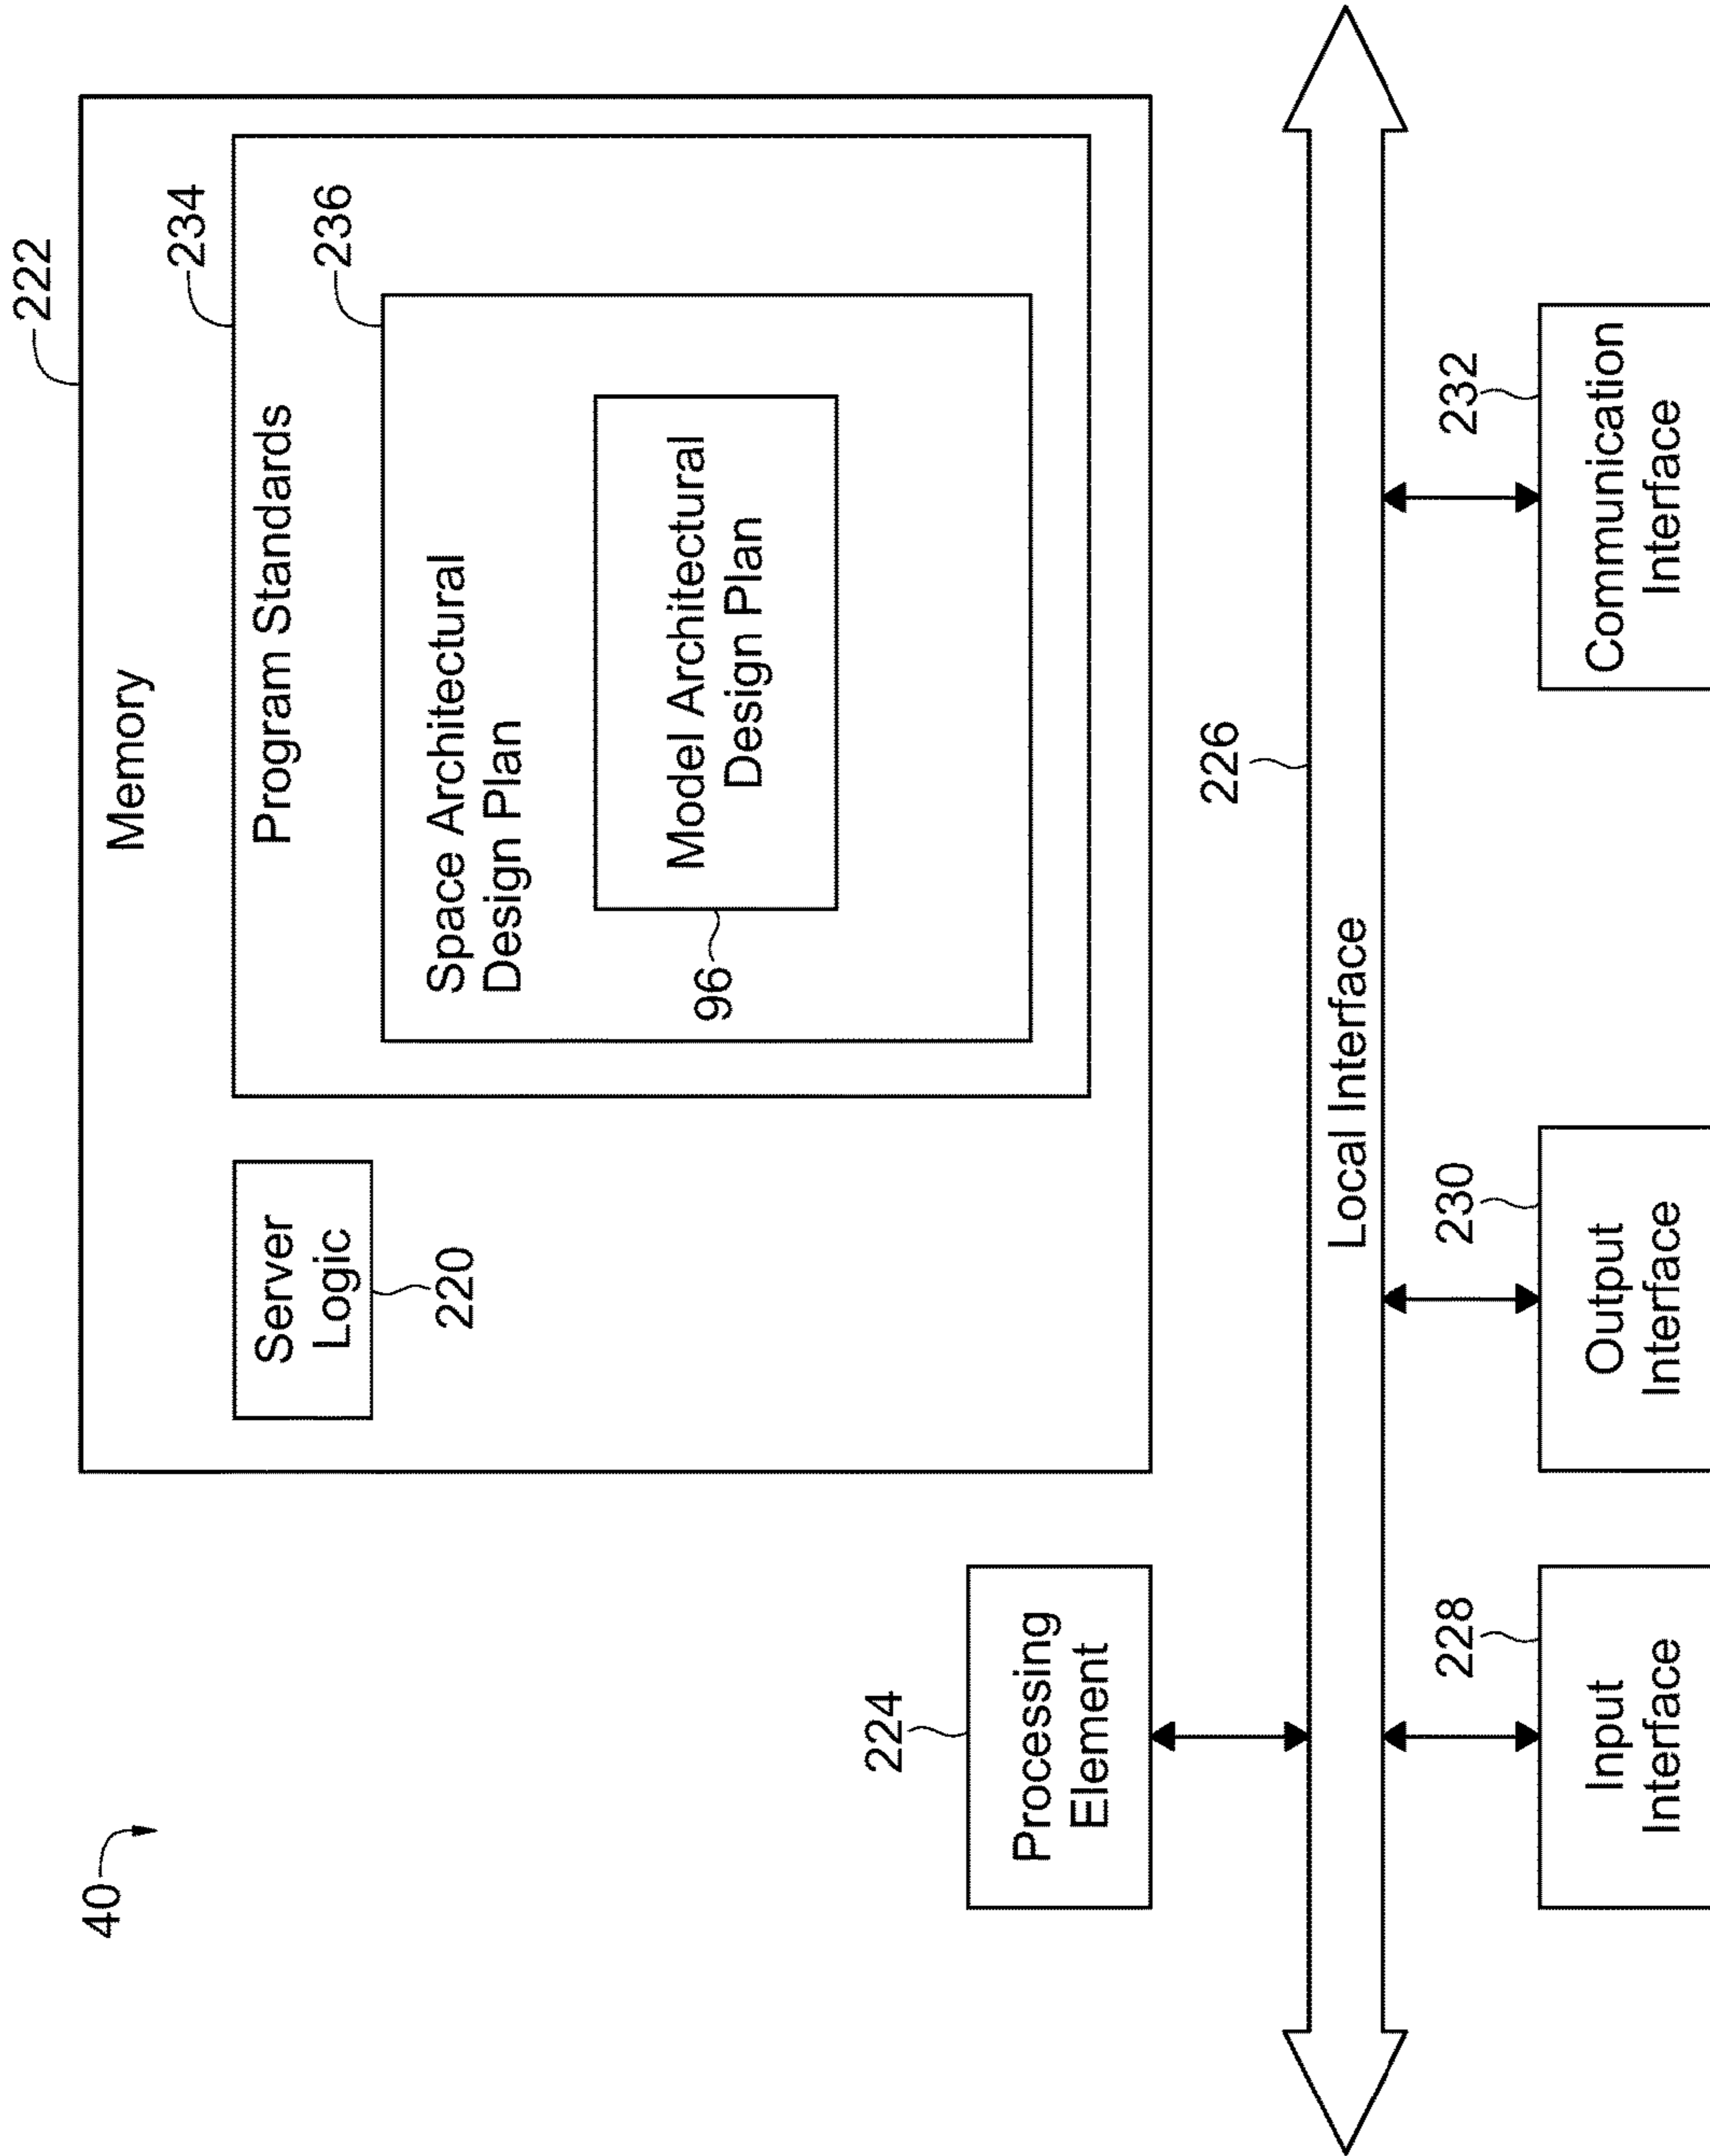 40
222
Memory
234
Program Standards
236
Space Architectural
Design Plan
Model Architectural
Design Plan
96
Server
Logic
220
224
Processing
Element
226
Local Interface
228
Input
Interface
230
Output
Interface
232
Communication
Interface